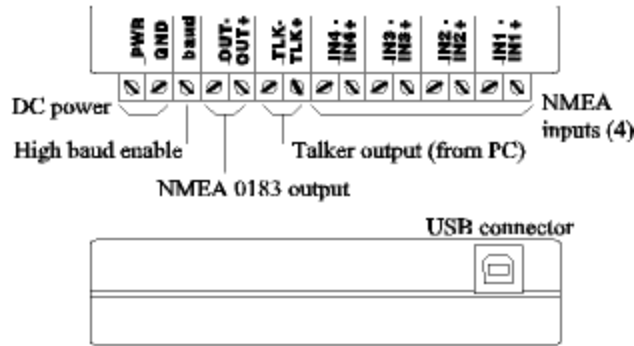 PWR
GND
baud
OUT-
OUT+
TLK-
TLK+
IN4 -
IN4+
IN3 -
IN3+
IN2 -
IN2+
IN1 -
IN1+
DC power
NMEA
inputs (4)
High baud enable
Talker output (from PC)
NMEA 0183 output
USB connector